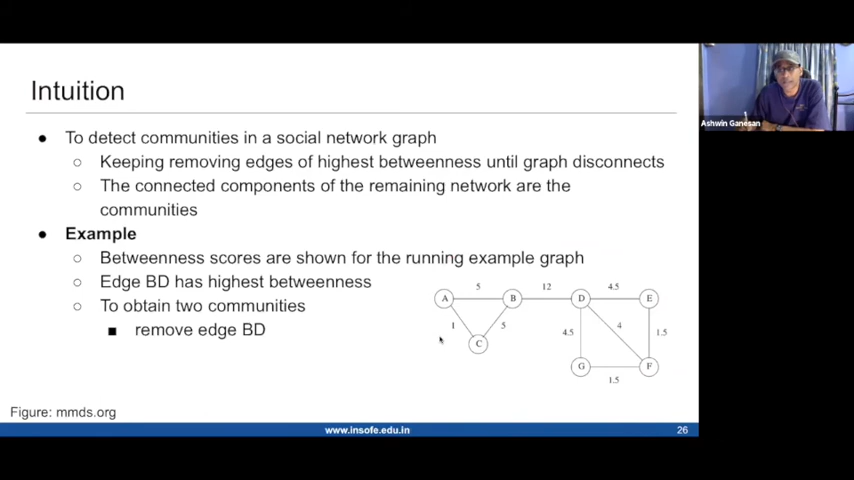 Intuition
Ashwin Ganesan
● To detect communities in a social network graph
○ Keeping removing edges of highest betweenness until graph disconnects
○ The connected components of the remaining network are the
communities
● Example
○ Betweenness scores are shown for the running example graph
○ Edge BD has highest betweenness
○ To obtain two communities
■ remove edge BD
5 12 4.5
A B D E
1 5 4.5 4 1.5
C
G F
1.5
Figure: mmds.org
www.insofe.edu.in
26